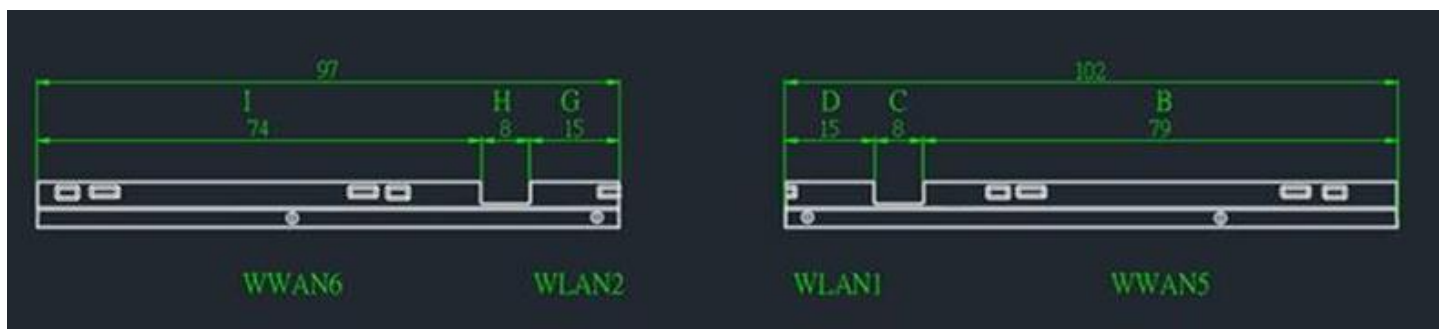 97 102
I H G D C B
74 8 15 15 8 79
WWAN6 WLAN2 WLAN1 WWAN5